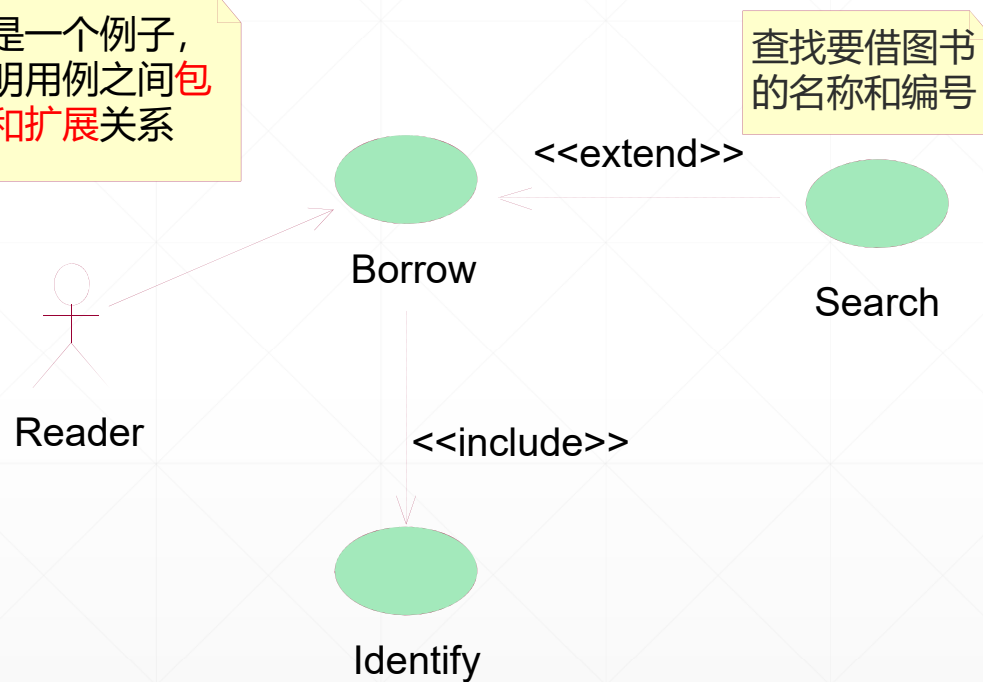 是一个例子，
明用例之间包
和扩展关系
查找要借图书
的名称和编号
<<extend>>
Borrow
Search
Reader
<<include>>
Identify